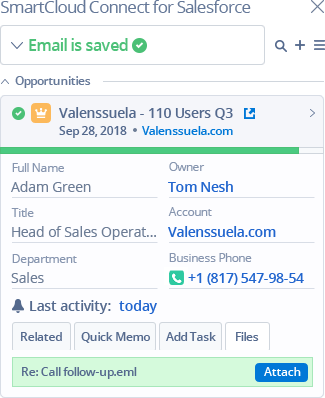 SmartCloud Connect for Salesforce
Email is saved
Opportunities
Valenssuela - 110 Users Q3
Sep 28, 2018 • Valenssuela.com
Full Name
Adam Green
Owner
Tom Nesh
Title
Head of Sales Operat...
Account
Valenssuela.com
Department
Sales
Business Phone
+1 (817) 547-98-54
Last activity: today
Related
Quick Memo
Add Task
Files
Re: Call follow-up.eml
Attach